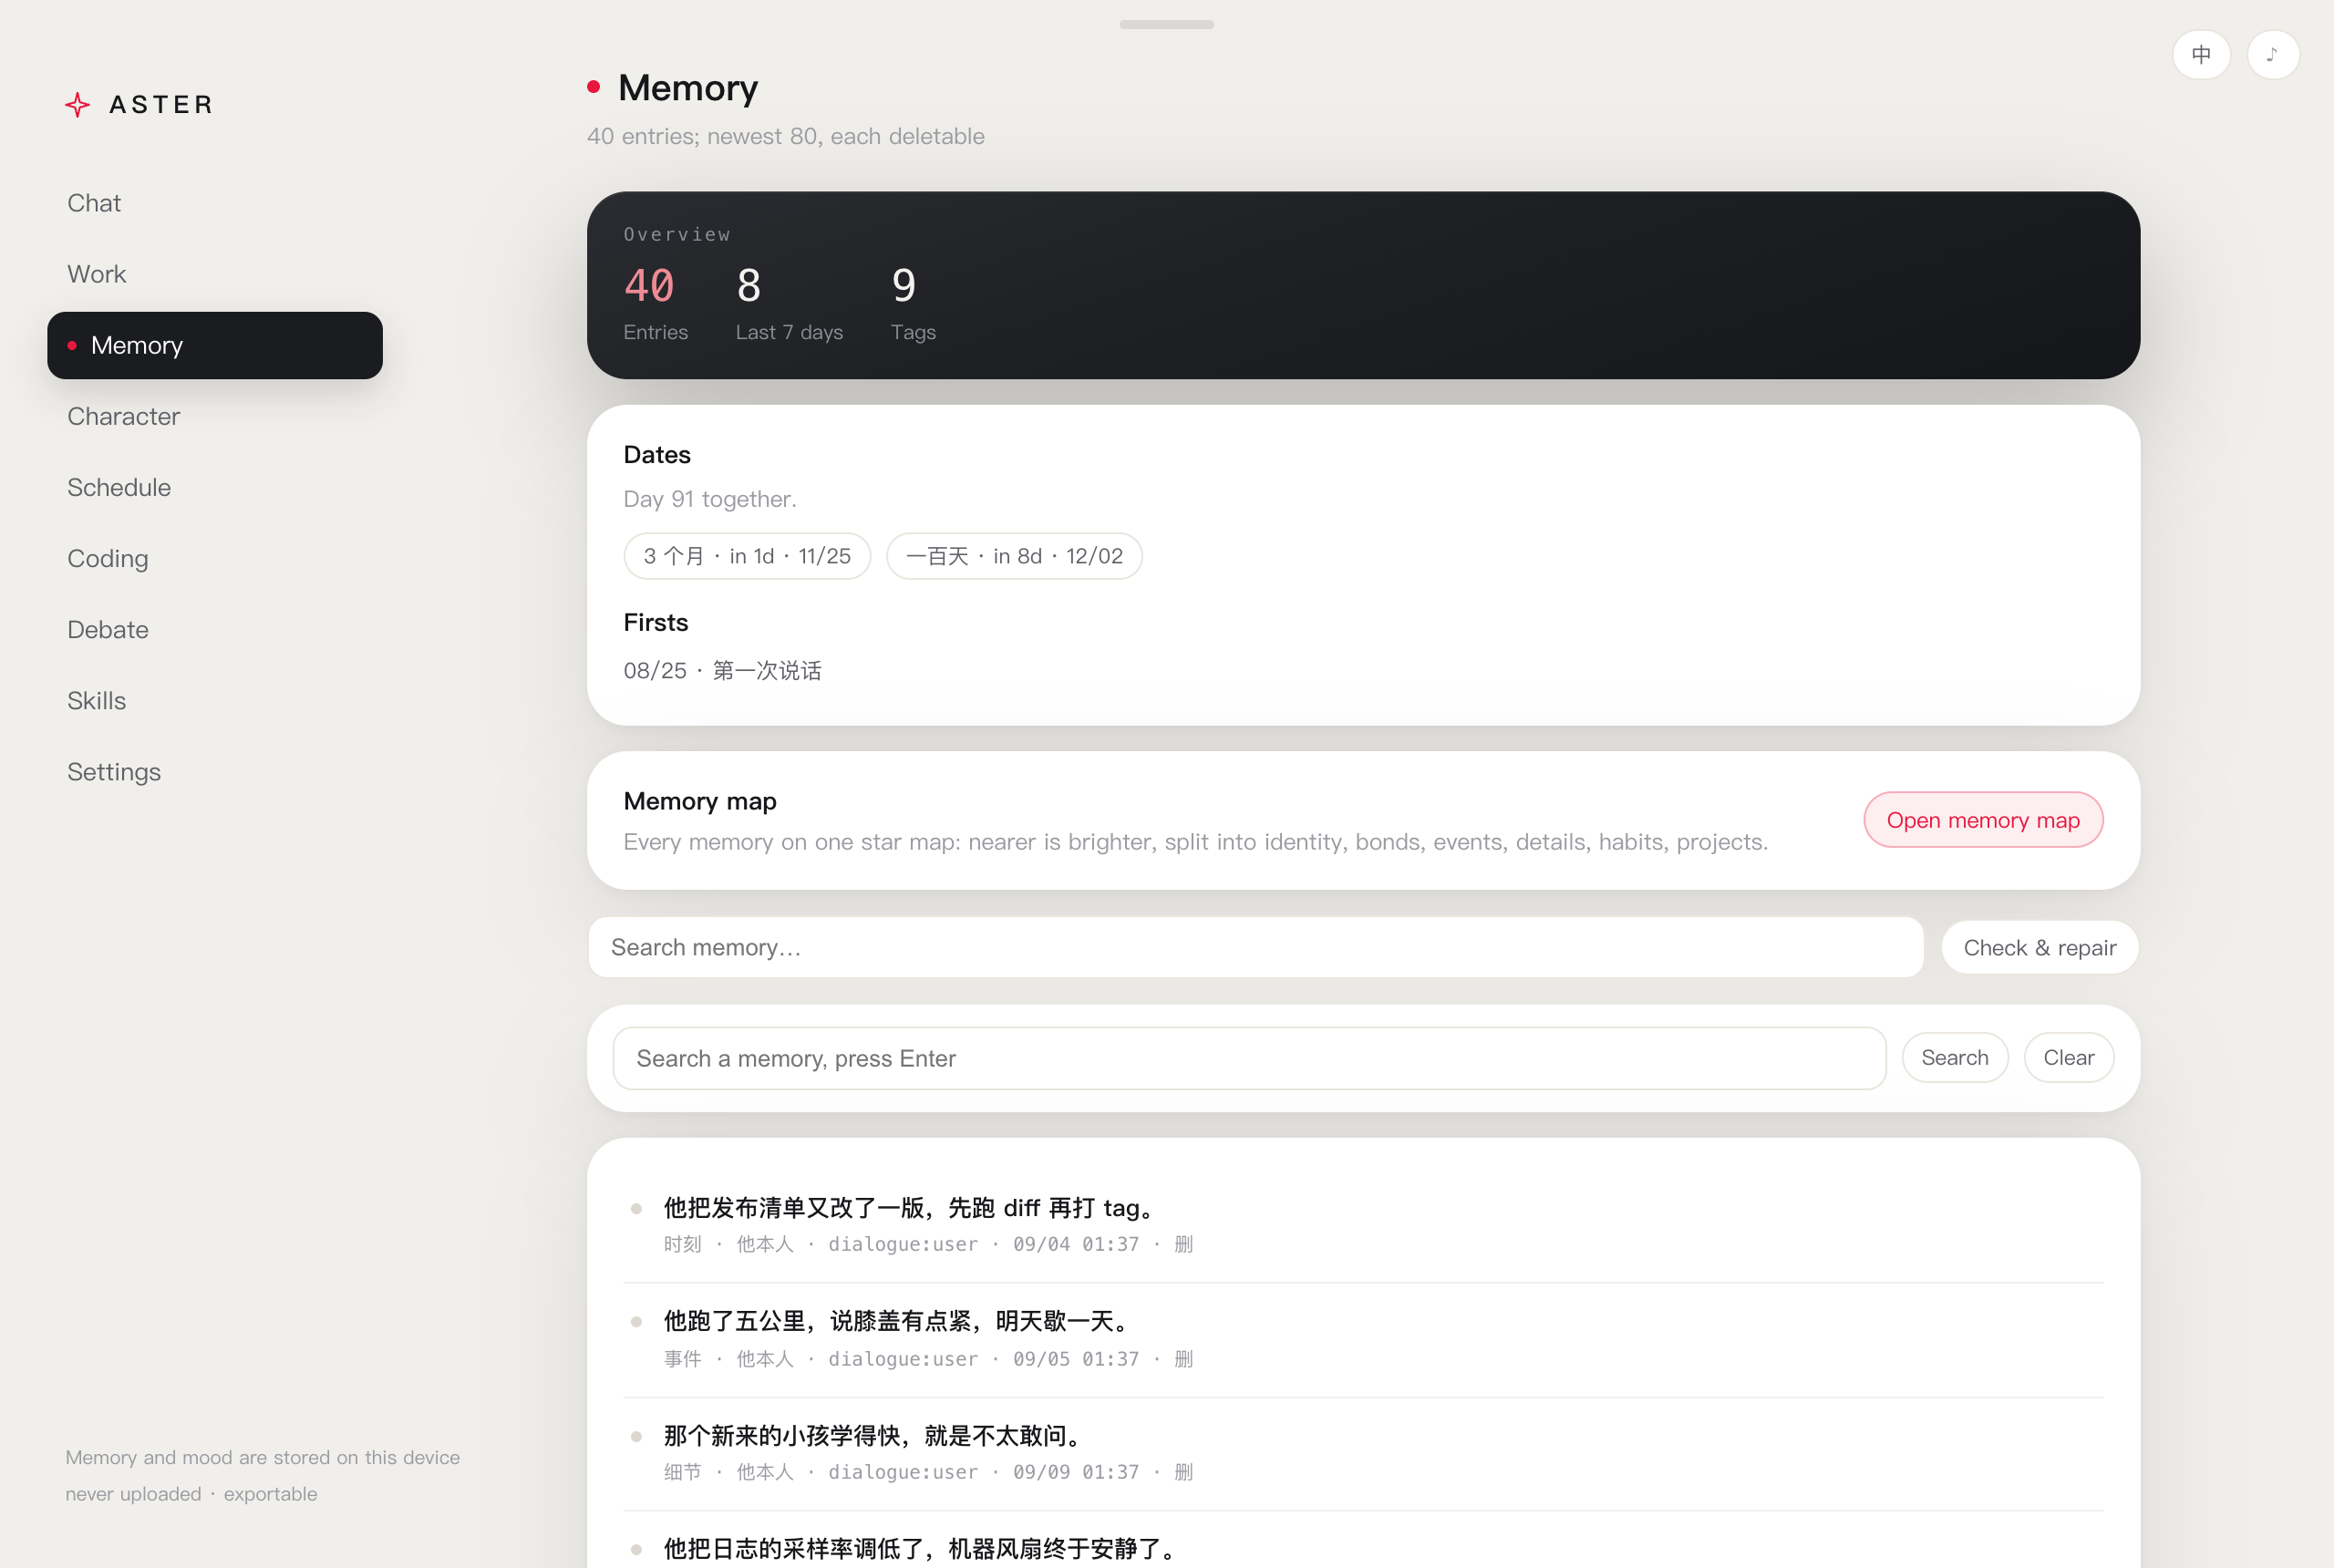 中 ♪
ASTER
Chat
Work
Memory
Character
Schedule
Coding
Debate
Skills
Settings
Memory and mood are stored on this device
never uploaded · exportable
Memory
40 entries; newest 80, each deletable
Overview
40 8 9
Entries Last 7 days Tags
Dates
Day 91 together.
3 个月 · in 1d · 11/25 一百天 · in 8d · 12/02
Firsts
08/25 · 第一次说话
Memory map
Every memory on one star map: nearer is brighter, split into identity, bonds, events, details, habits, projects.
Open memory map
Search memory... Check & repair
Search a memory, press Enter Search Clear
他把发布清单又改了一版，先跑 diff 再打 tag。
时刻 · 他本人 · dialogue:user · 09/04 01:37 · 删
他跑了五公里，说膝盖有点紧，明天歇一天。
事件 · 他本人 · dialogue:user · 09/05 01:37 · 删
那个新来的小孩学得快，就是不太敢问。
细节 · 他本人 · dialogue:user · 09/09 01:37 · 删
他把日志的采样率调低了，机器风扇终于安静了。